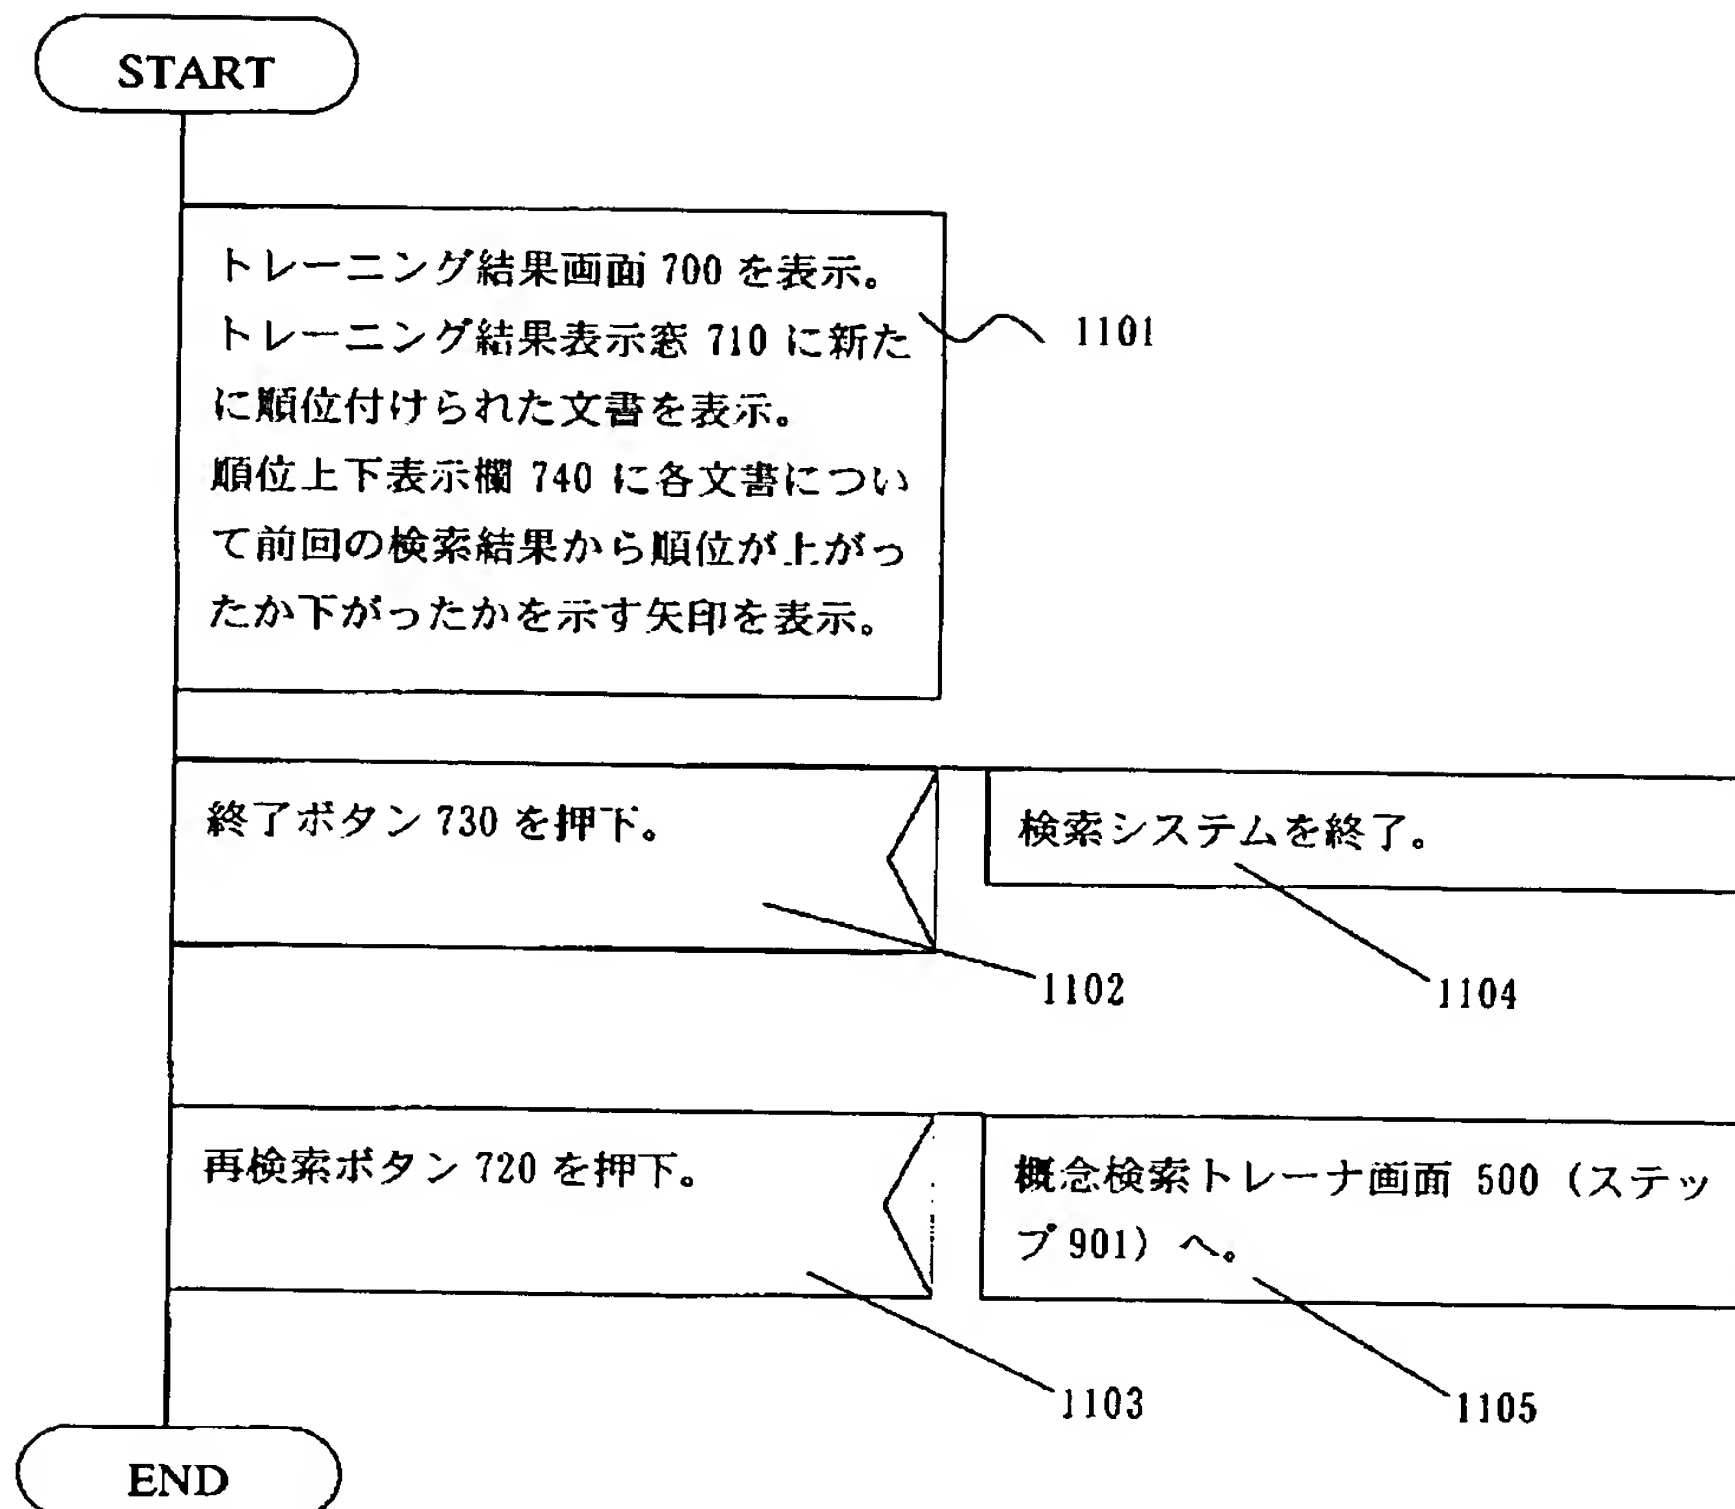 START
トレーニング結果画面 700 を表示。
トレーニング結果表示窓 710 に新た
に順位付けられた文書を表示。
順位上下表示欄 740 に各文書につい
て前回の検索結果から順位が上がっ
たか下がったかを示す矢印を表示。
1101
終了ボタン 730 を押下。
検索システムを終了。
1102
1104
再検索ボタン 720 を押下。
概念検索トレーナ画面 500（ステッ
プ 901）へ。
1103
1105
END